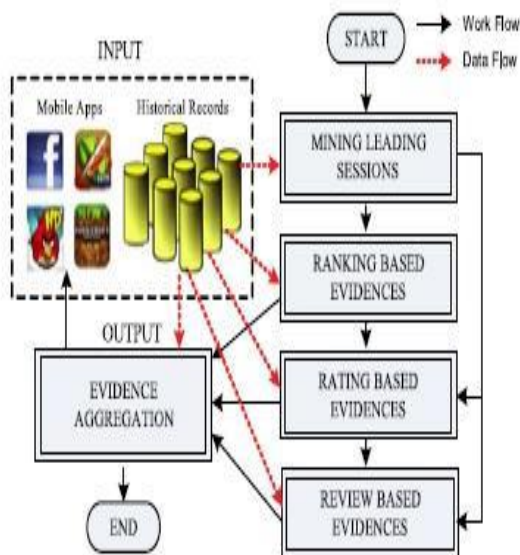 INPUT
START
Work Flow
Data Flow
Mobile Apps
Historical Records
MINING LEADING
SESSIONS
RANKING BASED
EVIDENCES
OUTPUT
EVIDENCE
AGGREGATION
RATING BASED
EVIDENCES
REVIEW BASED
EVIDENCES
END